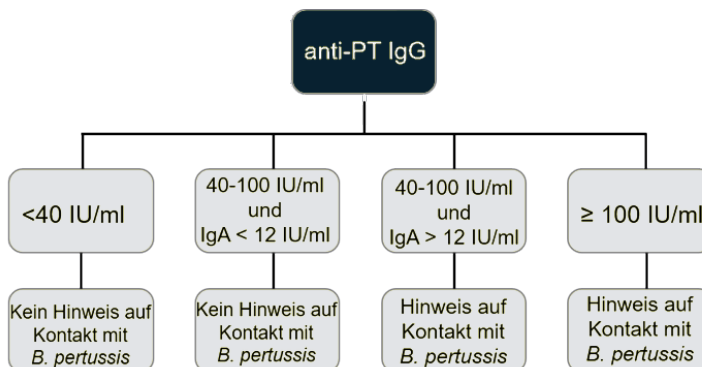 anti-PT IgG
<40 IU/ml
40-100 IU/ml
und
IgA < 12 IU/ml
40-100 IU/ml
und
IgA > 12 IU/ml
≥ 100 IU/ml
Kein Hinweis auf
Kontakt mit
B. pertussis
Kein Hinweis auf
Kontakt mit
B. pertussis
Hinweis auf
Kontakt mit
B. pertussis
Hinweis auf
Kontakt mit
B. pertussis